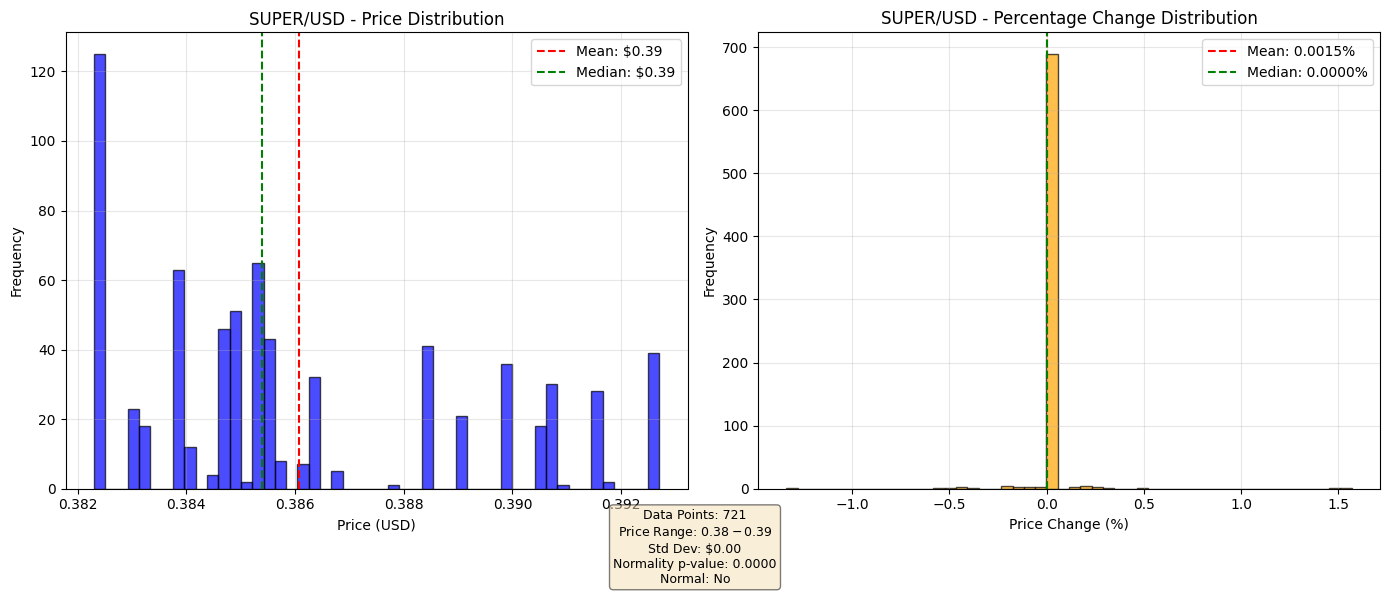 SUPER/USD - Price Distribution
Mean: $0.39
Median: $0.39
Frequency
120
100
80
60
40
20
0
0.382
0.384
0.386
0.388
0.390
0.392
Price (USD)
SUPER/USD - Percentage Change Distribution
Mean: 0.0015%
Median: 0.0000%
Frequency
700
600
500
400
300
200
100
0
−1.0
−0.5
0.0
0.5
1.0
1.5
Price Change (%)
Data Points: 721
Price Range: 0.38 − 0.39
Std Dev: $0.00
Normality p-value: 0.0000
Normal: No